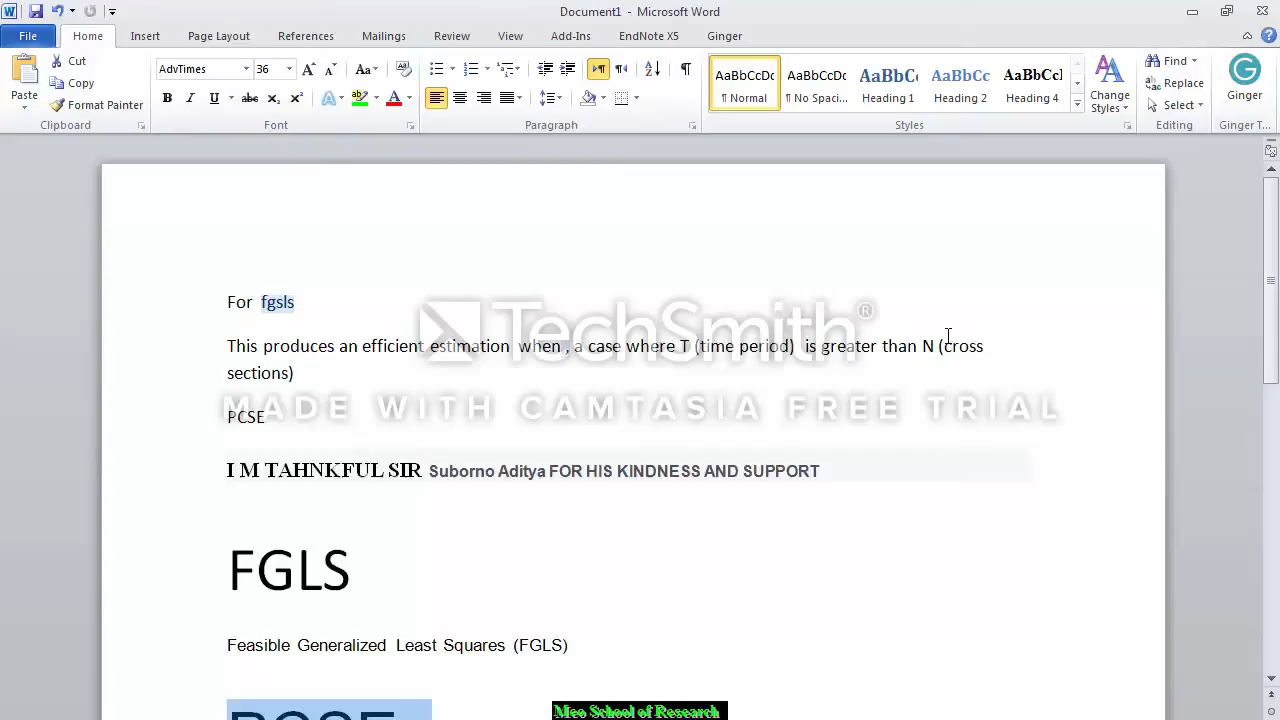 Document1 - Microsoft Word
File Home Insert Page Layout References Mailings Review View Add-Ins EndNote X5 Ginger
Paste Cut Copy Format Painter Clipboard
AdvTimes 36 Font
Paragraph
AaBbCcDc ¶ Normal
AaBbCcDc ¶ No Spaci...
AaBbCc Heading 1
AaBbCc Heading 2
AaBbCcl Heading 4
Change Styles Styles
Find Replace Select Editing
Ginger Ginger T...
For fgsls
TechSmith®
This produces an efficient estimation when , a case where T (time period) is greater than N (cross
sections)
MADE WITH CAMTASIA FREE TRIAL
PCSE
I M TAHNKFUL SIR Suborno Aditya FOR HIS KINDNESS AND SUPPORT
FGLS
Feasible Generalized Least Squares (FGLS)
PCSE
Meo School of Research